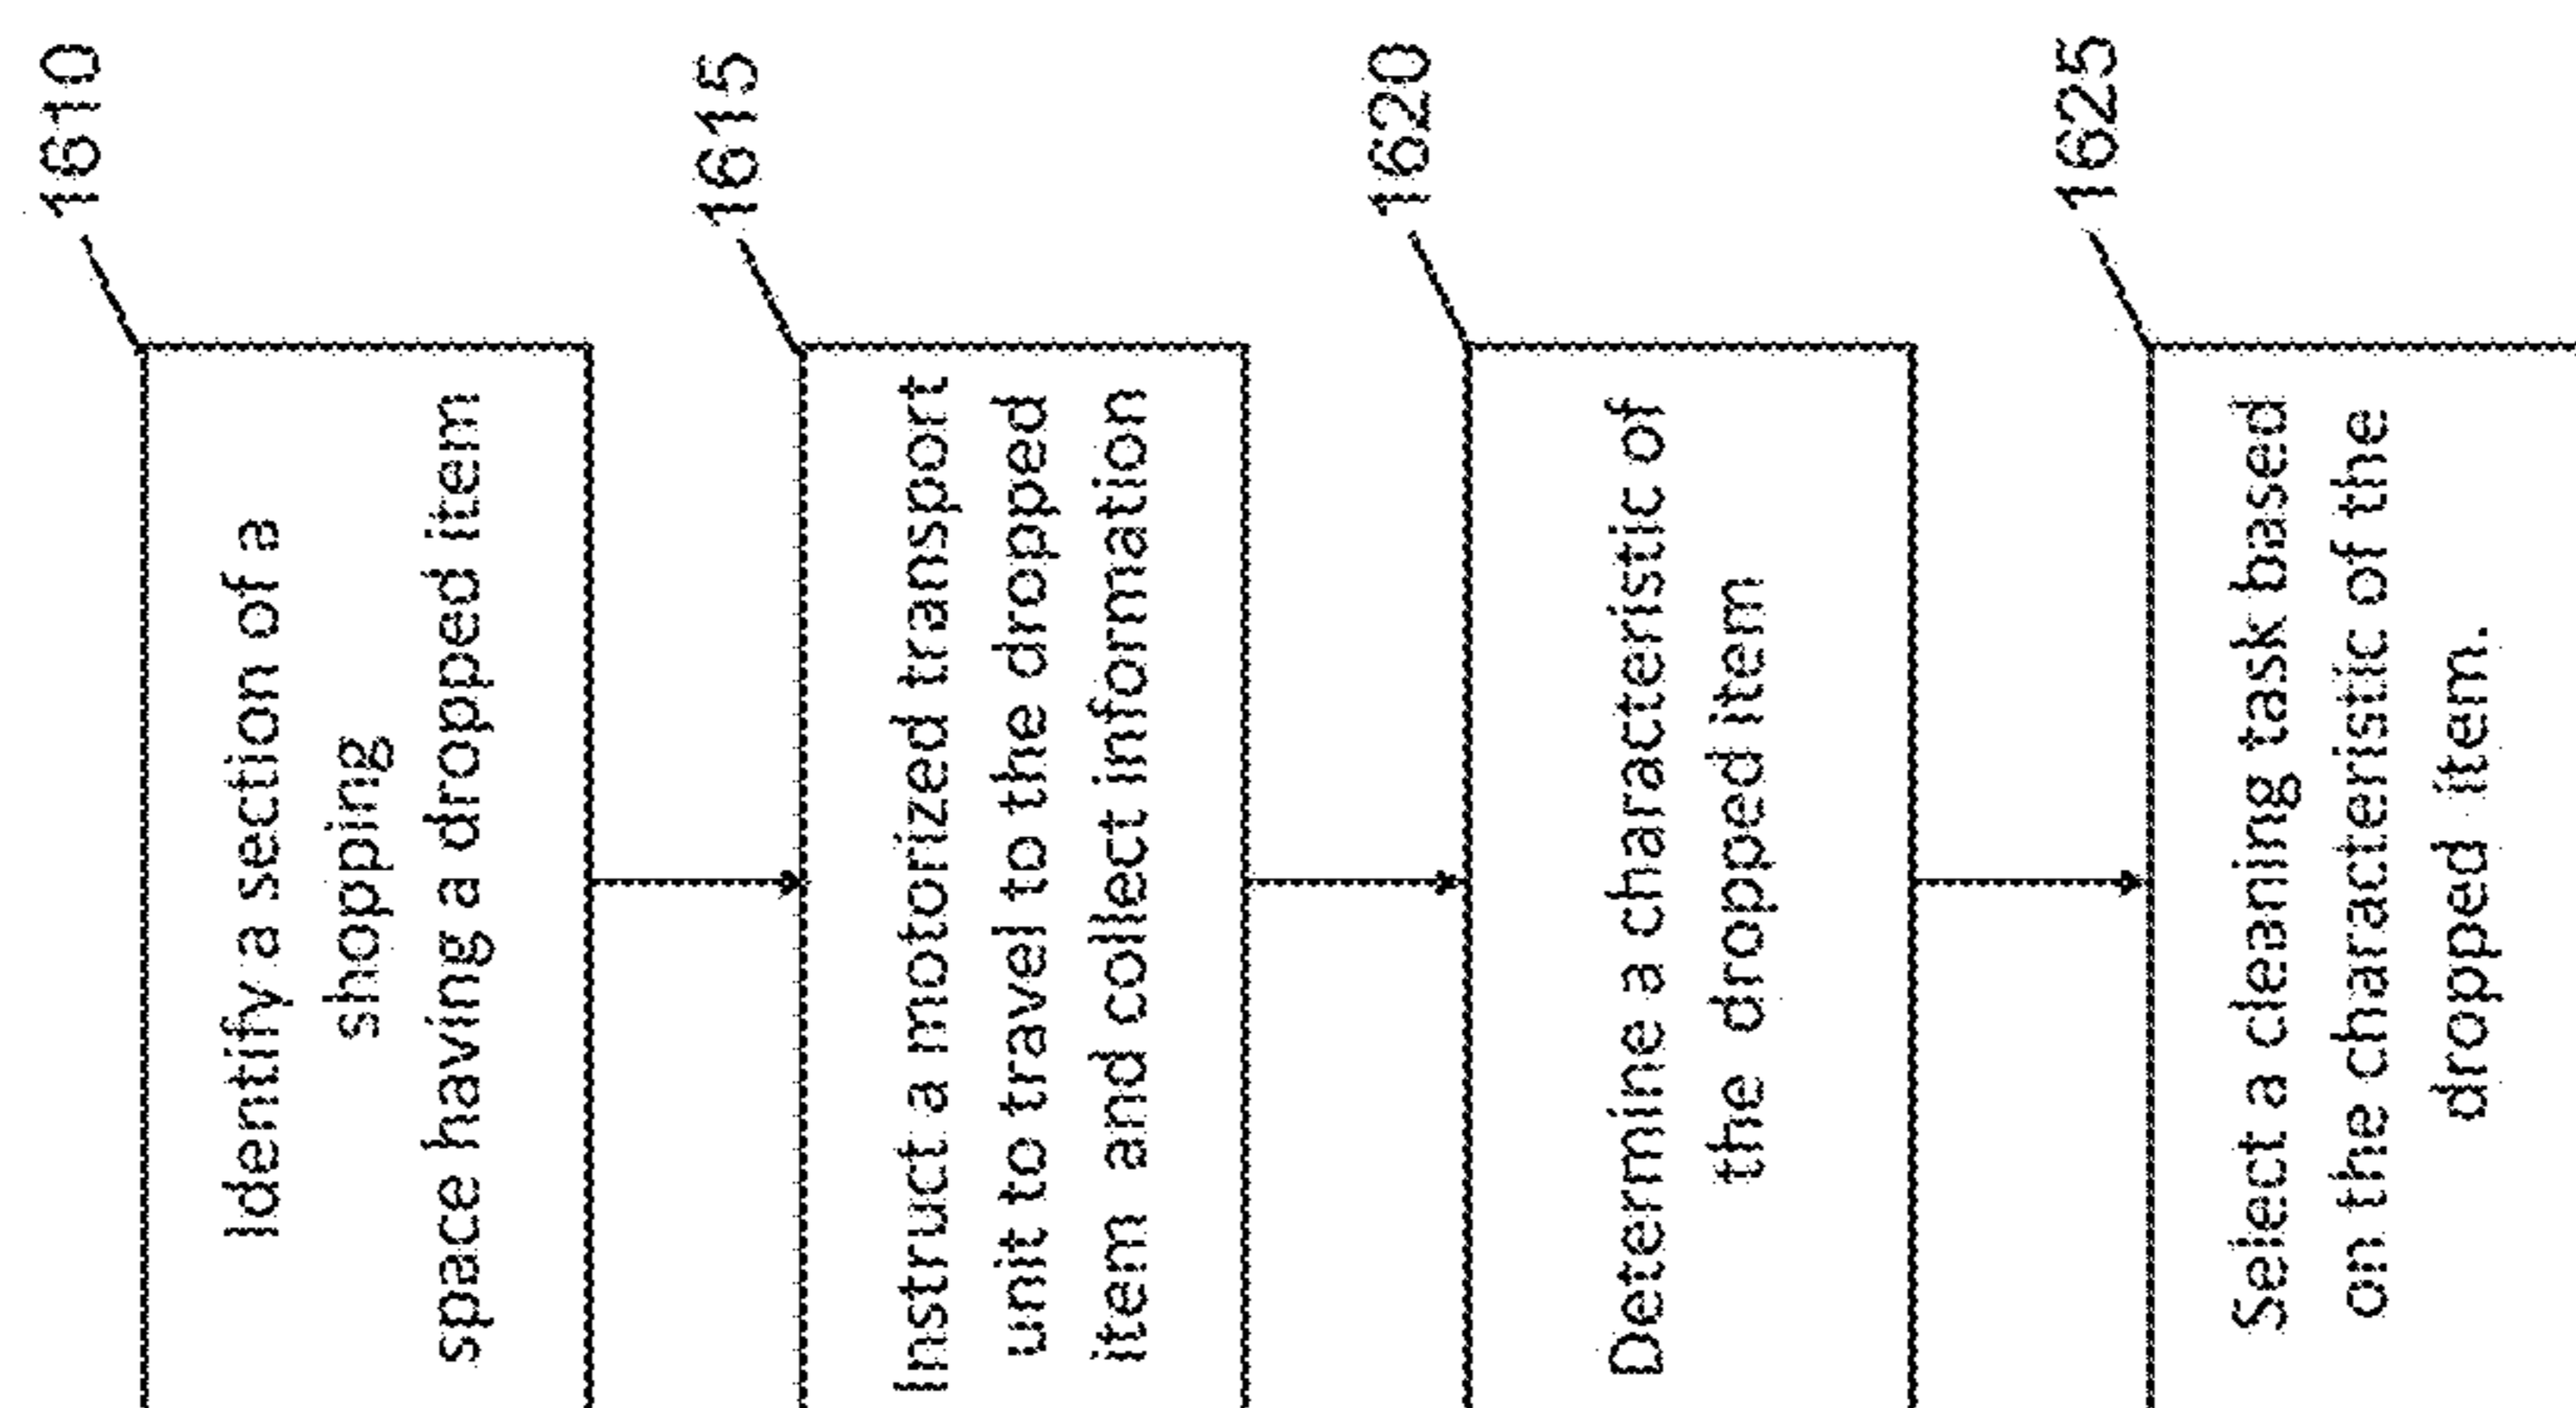 1610
Identify a section of a
shopping
space having a dropped item
1615
Instruct a motorized transport
unit to travel to the dropped
item and collect information
1620
Determine a characteristic of
the dropped item
1625
Select a cleaning task based
on the characteristic of the
dropped item.